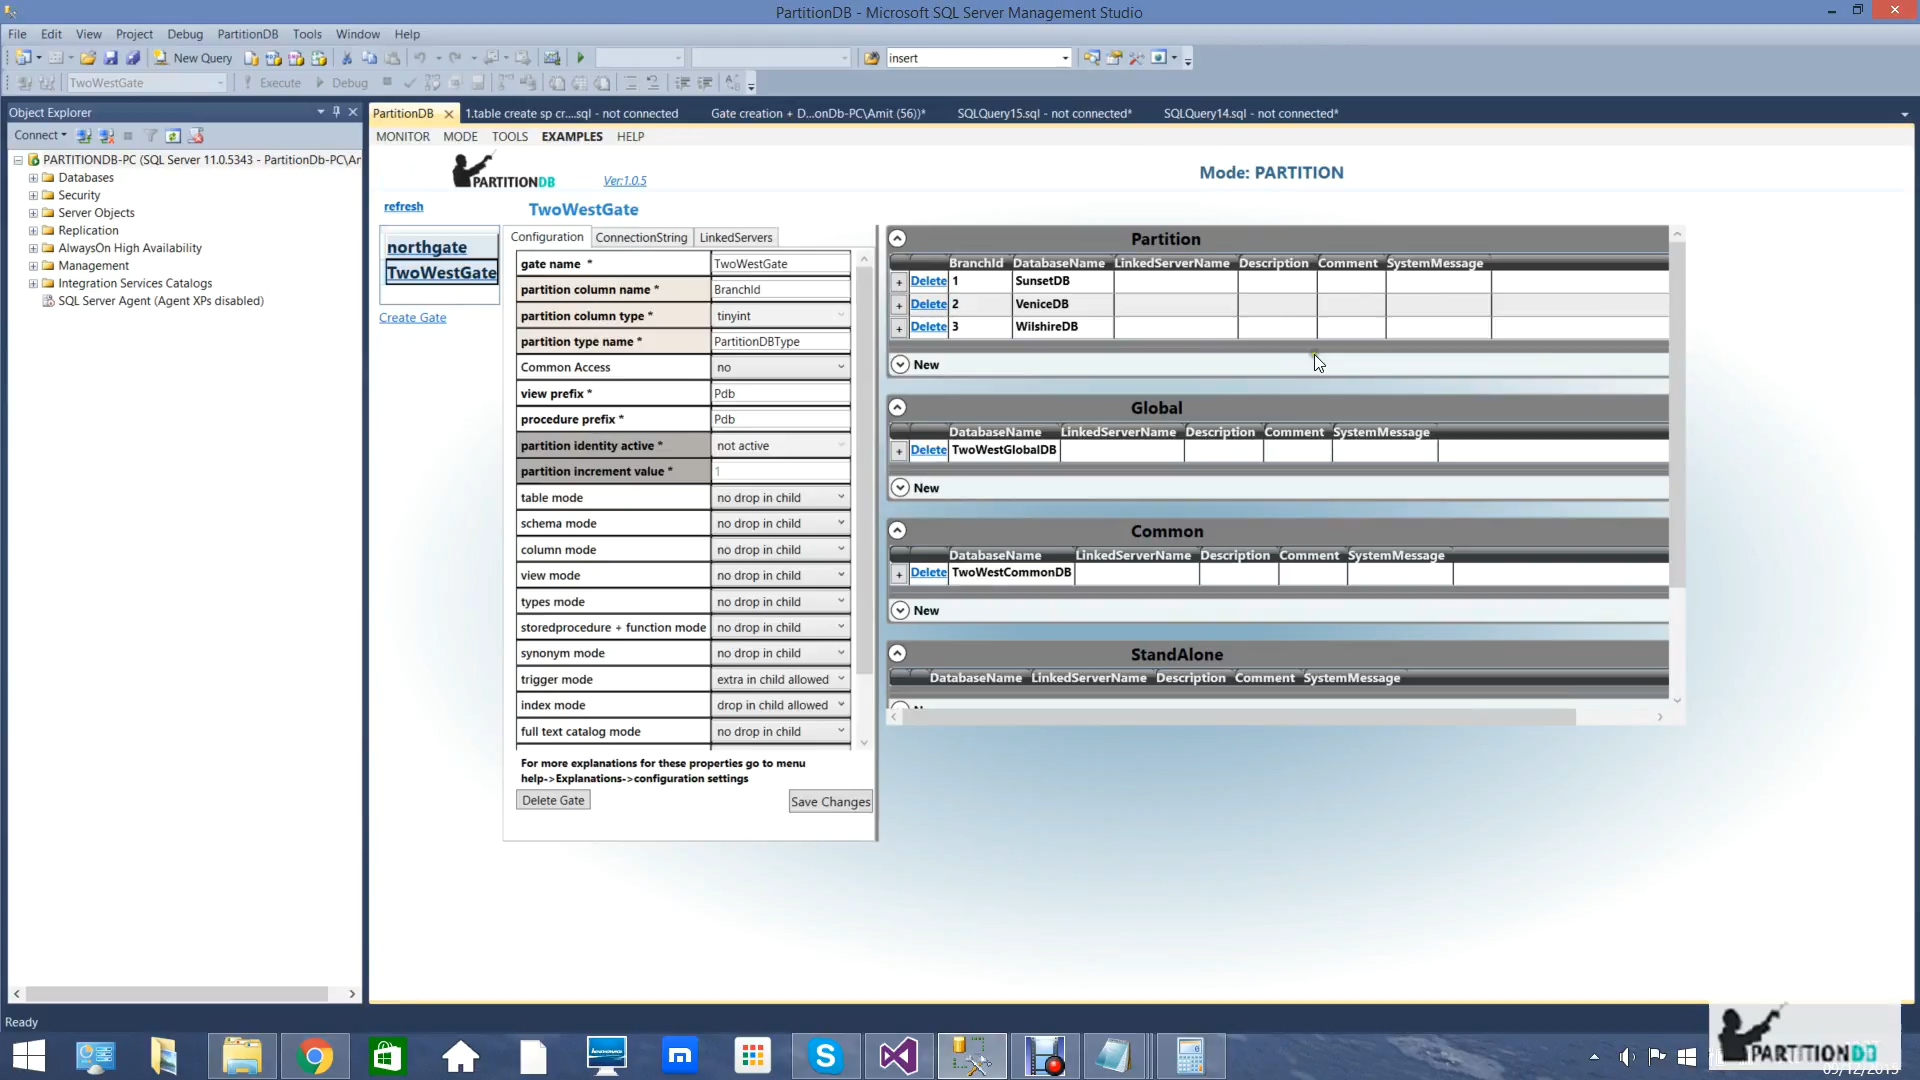 PartitionDB - Microsoft SQL Server Management Studio
File Edit View Project Debug PartitionDB Tools Window Help
New Query insert
TwoWestGate Execute Debug
Object Explorer
PartitionDB 1.table create sp cr....sql - not connected Gate creation + D...onDb-PC\Amit (56))* SQLQuery15.sql - not connected* SQLQuery14.sql - not connected*
Connect
MONITOR MODE TOOLS EXAMPLES HELP
PARTITIONDB-PC (SQL Server 11.0.5343 - PartitionDb-PC\Ar
Databases
Security
Server Objects
Replication
AlwaysOn High Availability
Management
Integration Services Catalogs
SQL Server Agent (Agent XPs disabled)
PARTITIONDB Ver:1.0.5 Mode: PARTITION
refresh TwoWestGate
northgate
TwoWestGate
Create Gate
Configuration ConnectionString LinkedServers
gate name * TwoWestGate
partition column name * BranchId
partition column type * tinyint
partition type name * PartitionDBType
Common Access no
view prefix * Pdb
procedure prefix * Pdb
partition identity active * not active
partition increment value * 1
table mode no drop in child
schema mode no drop in child
column mode no drop in child
view mode no drop in child
types mode no drop in child
storedprocedure + function mode no drop in child
synonym mode no drop in child
trigger mode extra in child allowed
index mode drop in child allowed
full text catalog mode no drop in child
For more explanations for these properties go to menu
help->Explanations->configuration settings
Delete Gate Save Changes
Partition
BranchId DatabaseName LinkedServerName Description Comment SystemMessage
+ Delete 1 SunsetDB
+ Delete 2 VeniceDB
+ Delete 3 WilshireDB
New
Global
DatabaseName LinkedServerName Description Comment SystemMessage
+ Delete TwoWestGlobalDB
New
Common
DatabaseName LinkedServerName Description Comment SystemMessage
+ Delete TwoWestCommonDB
New
StandAlone
DatabaseName LinkedServerName Description Comment SystemMessage
Ready
PARTITIONDB
09/12/2015